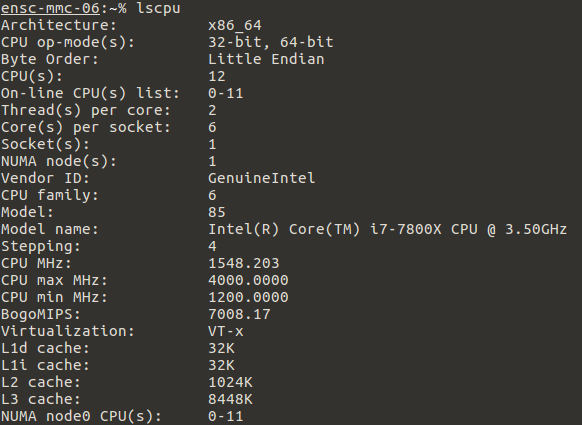 ensc-mmc-06:~% lscpu
Architecture: x86_64
CPU op-mode(s): 32-bit, 64-bit
Byte Order: Little Endian
CPU(s): 12
On-line CPU(s) list: 0-11
Thread(s) per core: 2
Core(s) per socket: 6
Socket(s): 1
NUMA node(s): 1
Vendor ID: GenuineIntel
CPU family: 6
Model: 85
Model name: Intel(R) Core(TM) i7-7800X CPU @ 3.50GHz
Stepping: 4
CPU MHz: 1548.203
CPU max MHz: 4000.0000
CPU min MHz: 1200.0000
BogoMIPS: 7008.17
Virtualization: VT-x
L1d cache: 32K
L1i cache: 32K
L2 cache: 1024K
L3 cache: 8448K
NUMA node0 CPU(s): 0-11